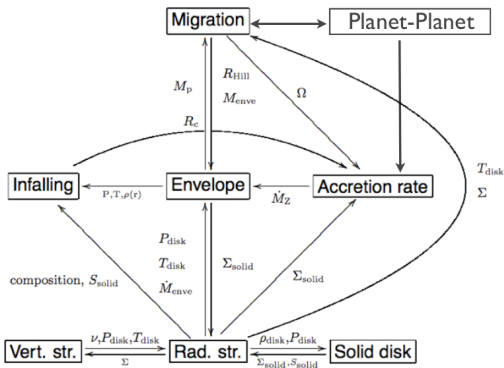 Migration
Planet-Planet
R_Hill
M_p
M_enve
Ω
R_c
T_disk
Σ
Infalling
Envelope
Accretion rate
P,T,ρ(r)
Ṁ_Z
P_disk
T_disk
Σ_solid
Σ_solid
Ṁ_enve
composition, S_solid
ν,P_disk,T_disk
ρ_disk,P_disk
Vert. str.
Rad. str.
Solid disk
Σ
Σ_solid,S_solid